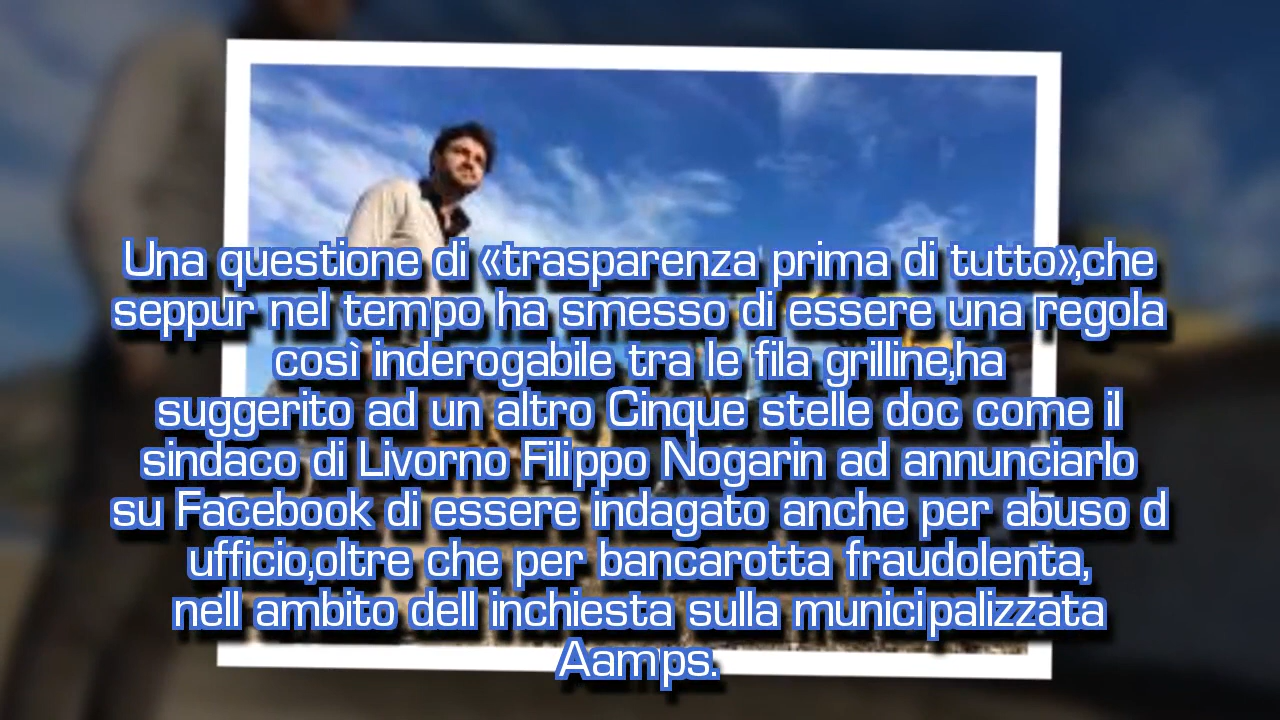 Una questione di «trasparenza prima di tutto»,che
seppur nel tempo ha smesso di essere una regola
così inderogabile tra le fila grilline,ha
suggerito ad un altro Cinque stelle doc come il
sindaco di Livorno Filippo Nogarin ad annunciarlo
su Facebook di essere indagato anche per abuso d
ufficio,oltre che per bancarotta fraudolenta,
nell ambito dell inchiesta sulla municipalizzata
Aamps.